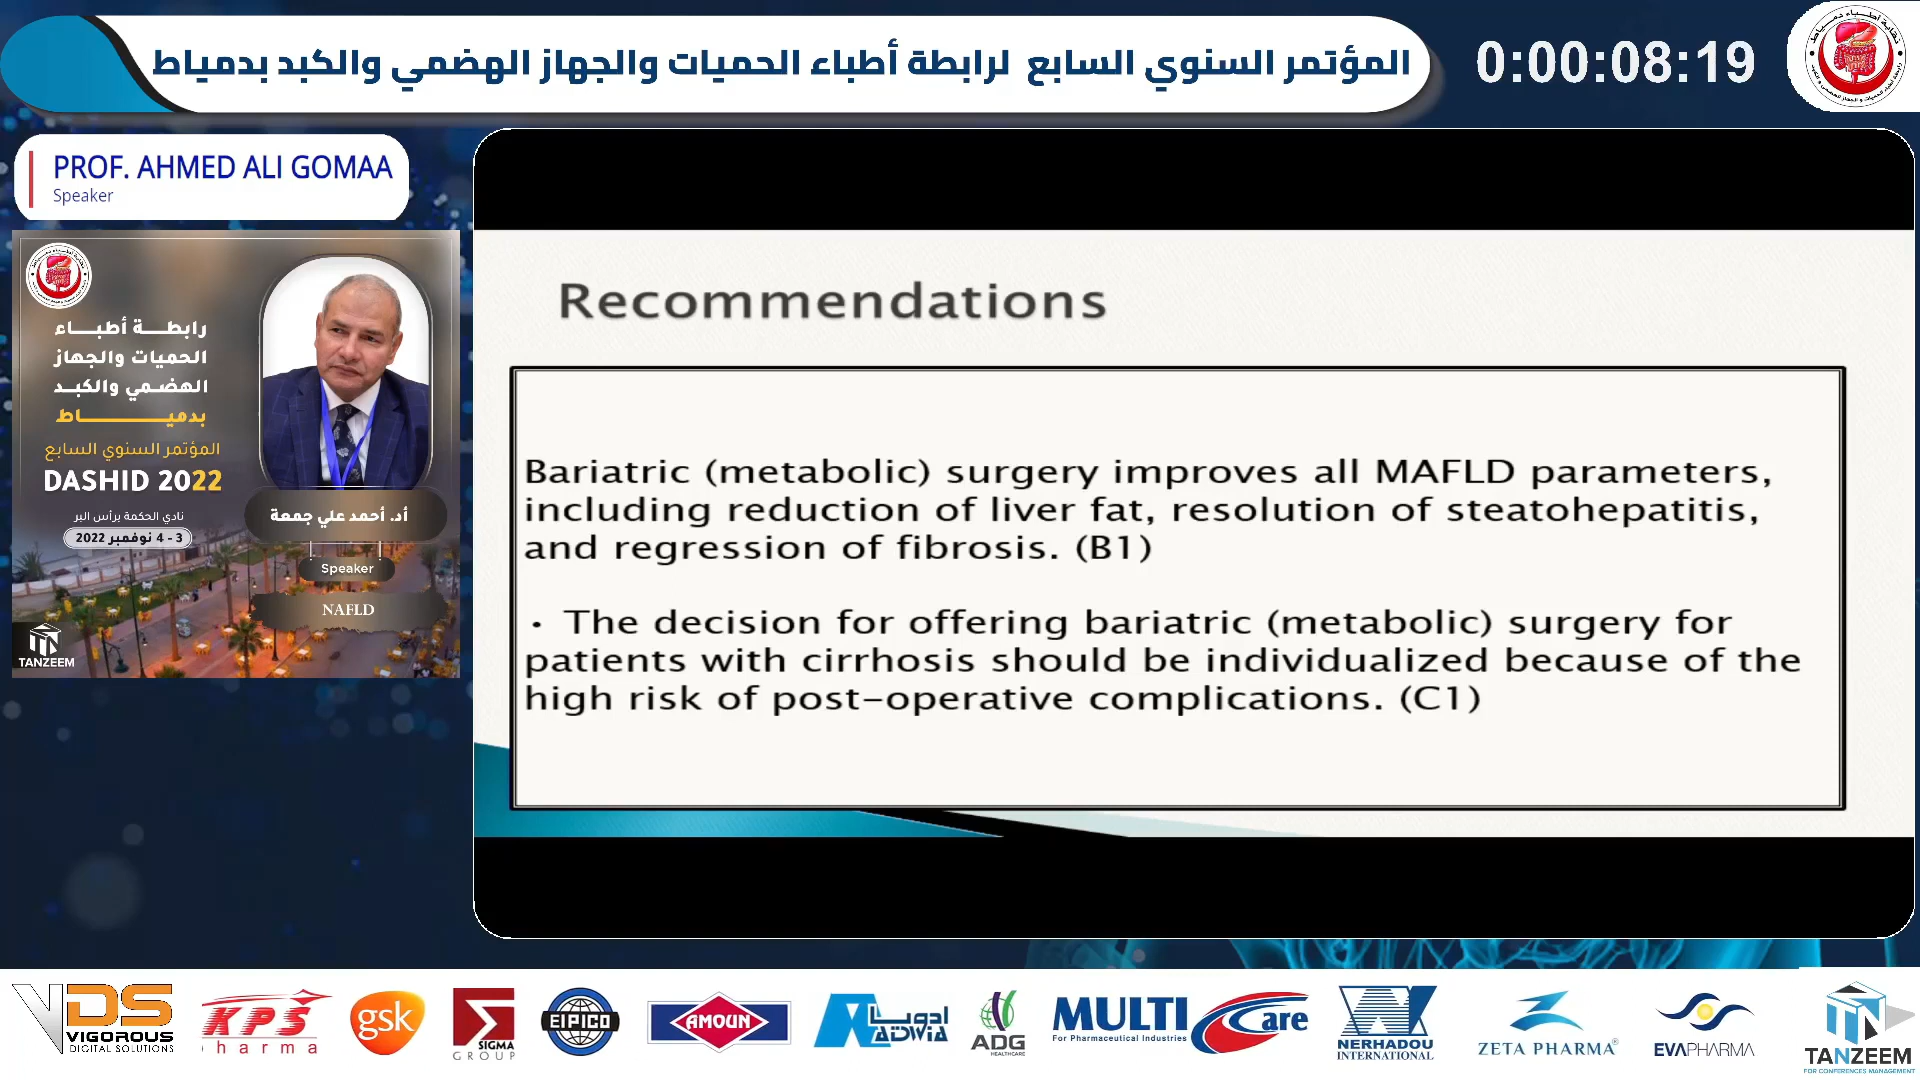 المؤتمر السنوي السابع لرابطة أطباء الحميات والجهاز الهضمي والكبد بدمياط
0:00:08:19
PROF. AHMED ALI GOMAA
Speaker
رابطة أطباء
الحميات والجهاز
الهضمي والكبد
بدمياط
المؤتمر السنوي السابع
DASHID 2022
نادي الحكمة برأس البر
3 - 4 نوفمبر 2022
أ.د. أحمد علي جمعة
Speaker
NAFLD
TANZEEM
Recommendations
Bariatric (metabolic) surgery improves all MAFLD parameters,
including reduction of liver fat, resolution of steatohepatitis,
and regression of fibrosis. (B1)
• The decision for offering bariatric (metabolic) surgery for
patients with cirrhosis should be individualized because of the
high risk of post-operative complications. (C1)
VDS
VIGOROUS
DIGITAL SOLUTIONS
KPS
pharma
gsk
SIGMA
GROUP
EIPICO
AMOUN
ادويا
ADWIA
ADG
HEALTHCARE
MULTI Care
For Pharmaceutical Industries
NERHADOU
INTERNATIONAL
ZETA PHARMA
EVAPHARMA
TANZEEM
FOR CONFERENCES MANAGEMENT